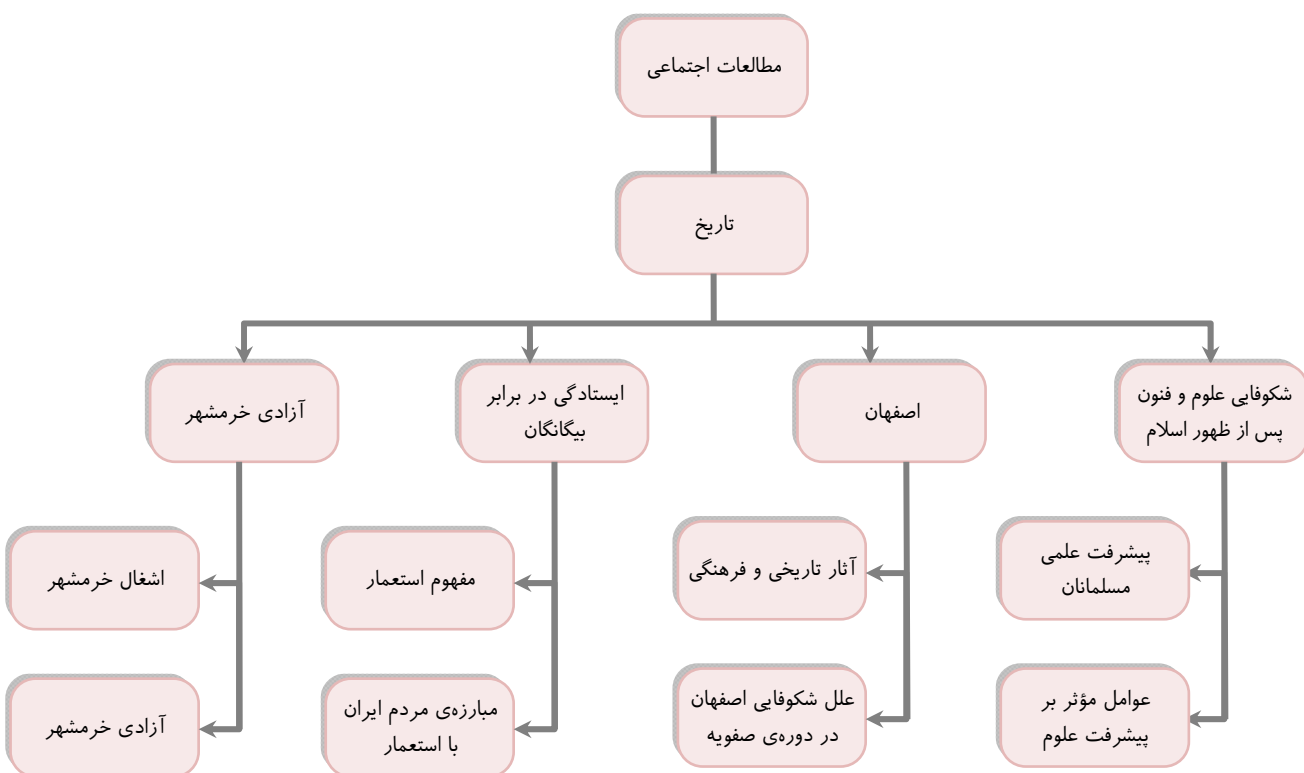 مطالعات اجتماعی
تاریخ
شکوفایی علوم و فنون
پس از ظهور اسلام
اصفهان
ایستادگی در برابر
بیگانگان
آزادی خرمشهر
پیشرفت علمی
مسلمانان
آثار تاریخی و فرهنگی
مفهوم استعمار
اشغال خرمشهر
عوامل مؤثر بر
پیشرفت علوم
علل شکوفایی اصفهان
در دوره‌ی صفویه
مبارزه‌ی مردم ایران
با استعمار
آزادی خرمشهر